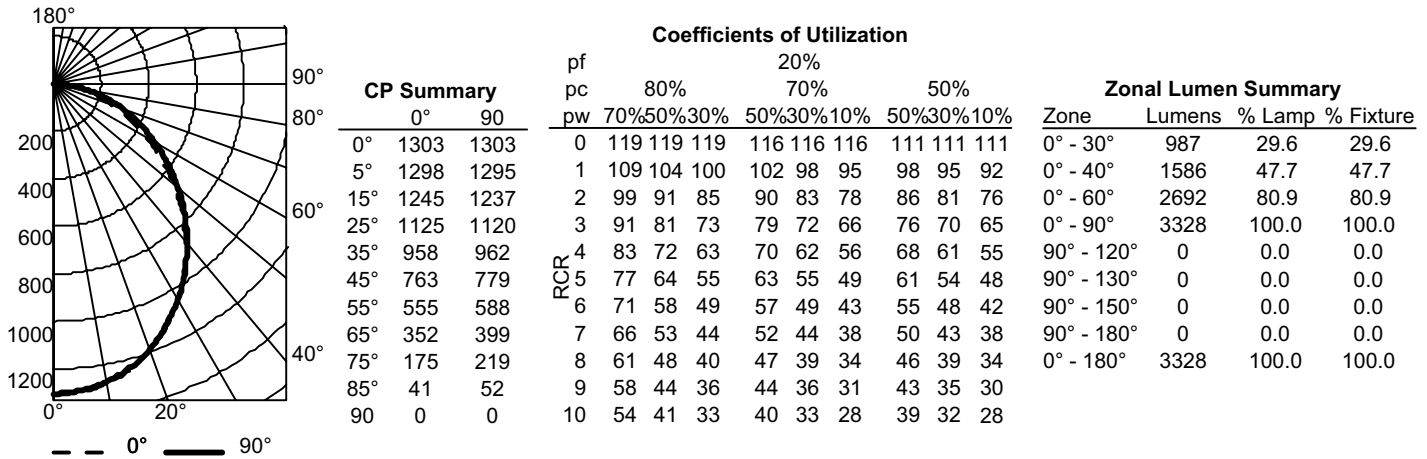 180°
90°
80°
60°
40°
200
400
600
800
1000
1200
0° 20°
0° 90°
CP Summary
0° 90
0° 1303 1303
5° 1298 1295
15° 1245 1237
25° 1125 1120
35° 958 962
45° 763 779
55° 555 588
65° 352 399
75° 175 219
85° 41 52
90 0 0
Coefficients of Utilization
pf 20%
pc 80% 70% 50%
pw 70%50%30% 50%30%10% 50%30%10%
RCR
0 119 119 119 116 116 116 111 111 111
1 109 104 100 102 98 95 98 95 92
2 99 91 85 90 83 78 86 81 76
3 91 81 73 79 72 66 76 70 65
4 83 72 63 70 62 56 68 61 55
5 77 64 55 63 55 49 61 54 48
6 71 58 49 57 49 43 55 48 42
7 66 53 44 52 44 38 50 43 38
8 61 48 40 47 39 34 46 39 34
9 58 44 36 44 36 31 43 35 30
10 54 41 33 40 33 28 39 32 28
Zonal Lumen Summary
Zone Lumens % Lamp % Fixture
0° - 30° 987 29.6 29.6
0° - 40° 1586 47.7 47.7
0° - 60° 2692 80.9 80.9
0° - 90° 3328 100.0 100.0
90° - 120° 0 0.0 0.0
90° - 130° 0 0.0 0.0
90° - 150° 0 0.0 0.0
90° - 180° 0 0.0 0.0
0° - 180° 3328 100.0 100.0